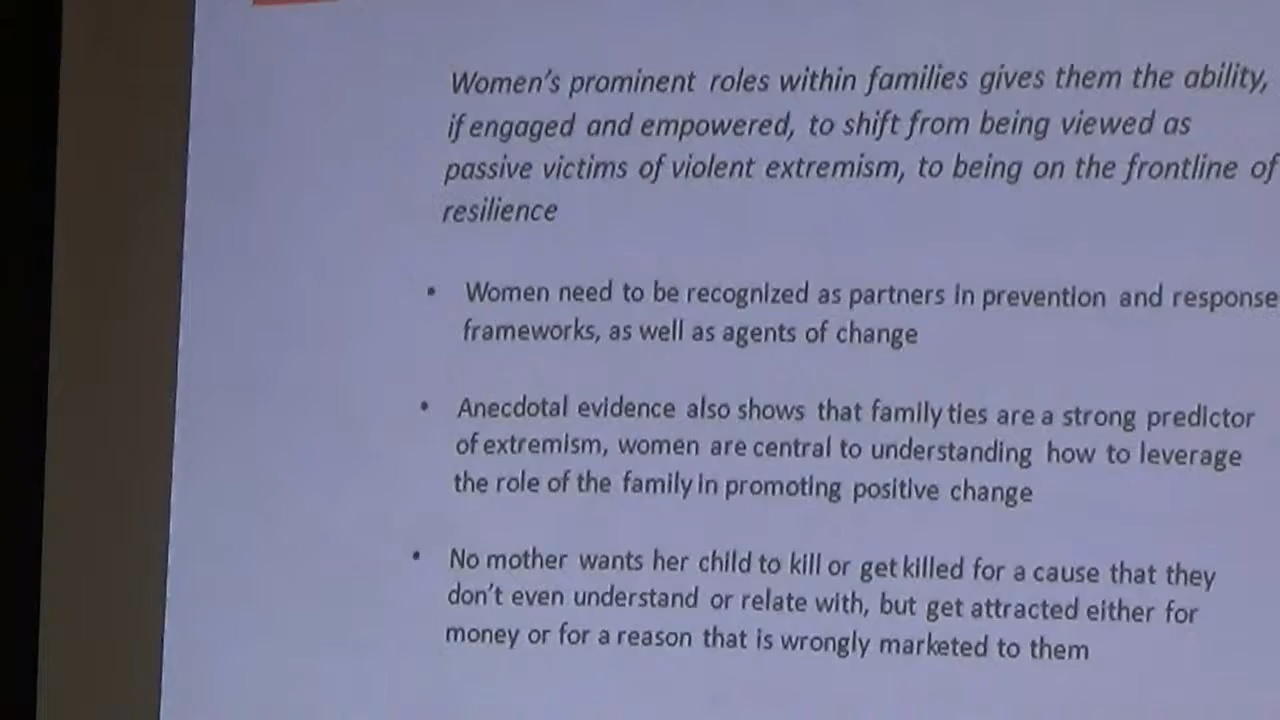 Women's prominent roles within families gives them the ability,
if engaged and empowered, to shift from being viewed as
passive victims of violent extremism, to being on the frontline of
resilience
• Women need to be recognized as partners in prevention and response
frameworks, as well as agents of change
• Anecdotal evidence also shows that family ties are a strong predictor
of extremism, women are central to understanding how to leverage
the role of the family in promoting positive change
• No mother wants her child to kill or get killed for a cause that they
don't even understand or relate with, but get attracted either for
money or for a reason that is wrongly marketed to them